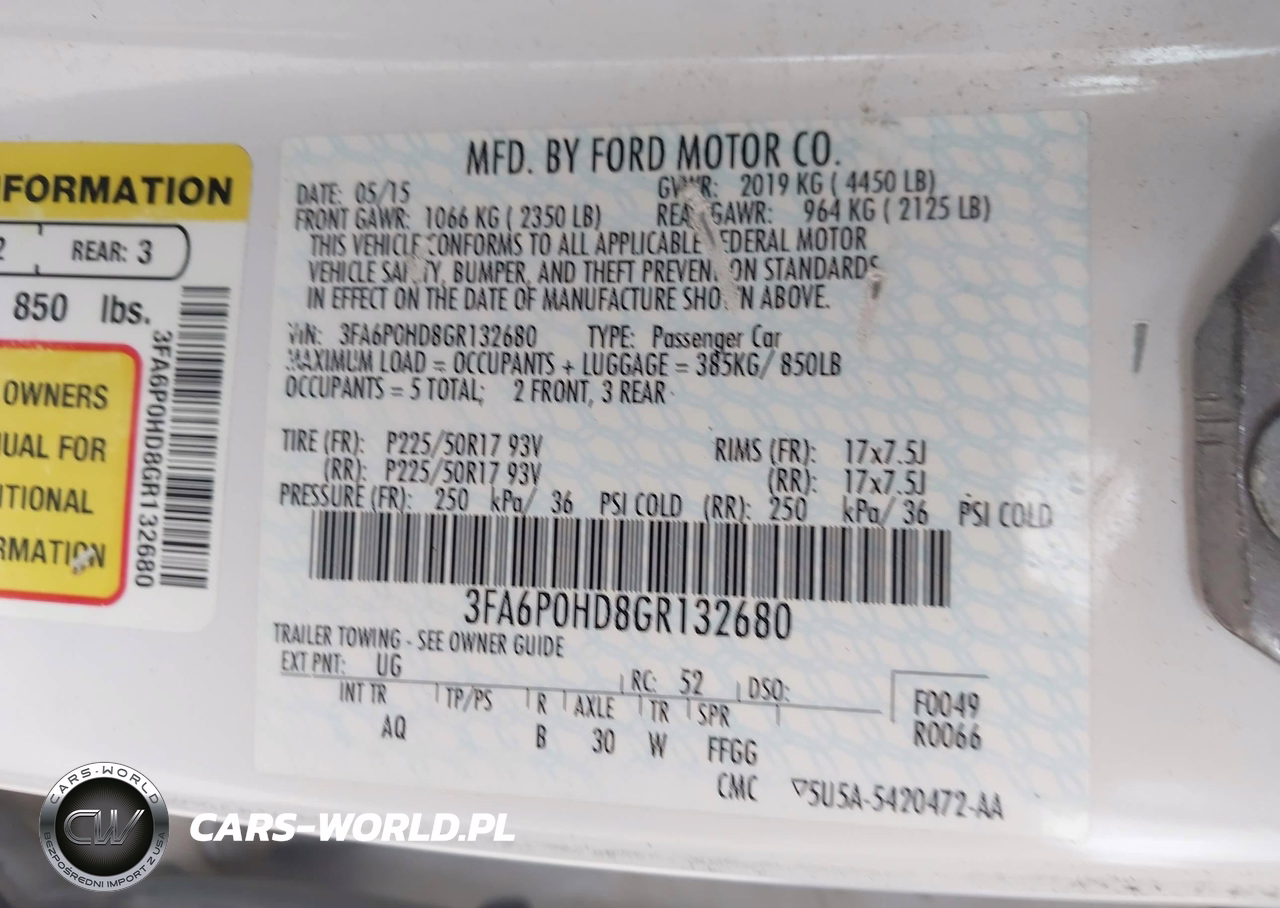 MFD. BY FORD MOTOR CO.
DATE: 05/15 GVWR: 2019 KG ( 4450 LB)
FRONT GAWR: 1066 KG ( 2350 LB) REAR GAWR: 964 KG ( 2125 LB)
THIS VEHICLE CONFORMS TO ALL APPLICABLE FEDERAL MOTOR
VEHICLE SAFETY, BUMPER, AND THEFT PREVENTION STANDARDS
IN EFFECT ON THE DATE OF MANUFACTURE SHOWN ABOVE.
VIN: 3FA6P0HD8GR132680 TYPE: Passenger Car
MAXIMUM LOAD = OCCUPANTS + LUGGAGE = 385KG/ 850LB
OCCUPANTS = 5 TOTAL; 2 FRONT, 3 REAR
TIRE (FR): P225/50R17 93V RIMS (FR): 17x7.5J
(RR): P225/50R17 93V (RR): 17x7.5J
PRESSURE (FR): 250 kPa/ 36 PSI COLD (RR): 250 kPa/ 36 PSI COLD
3FA6P0HD8GR132680
TRAILER TOWING - SEE OWNER GUIDE
EXT PNT: UG RC: 52 DSO:
INT TR TP/PS R AXLE TR SPR
AQ B 30 W FFGG
F0049
R0066
CMC ▽5U5A-5420472-AA
NFORMATION
2 REAR: 3
850 lbs.
3FA6P0HD8GR132680
OWNERS
UAL FOR
ITIONAL
RMATION
CARS-WORLD
CW
BEZPOŚREDNI IMPORT Z USA
CARS-WORLD.PL